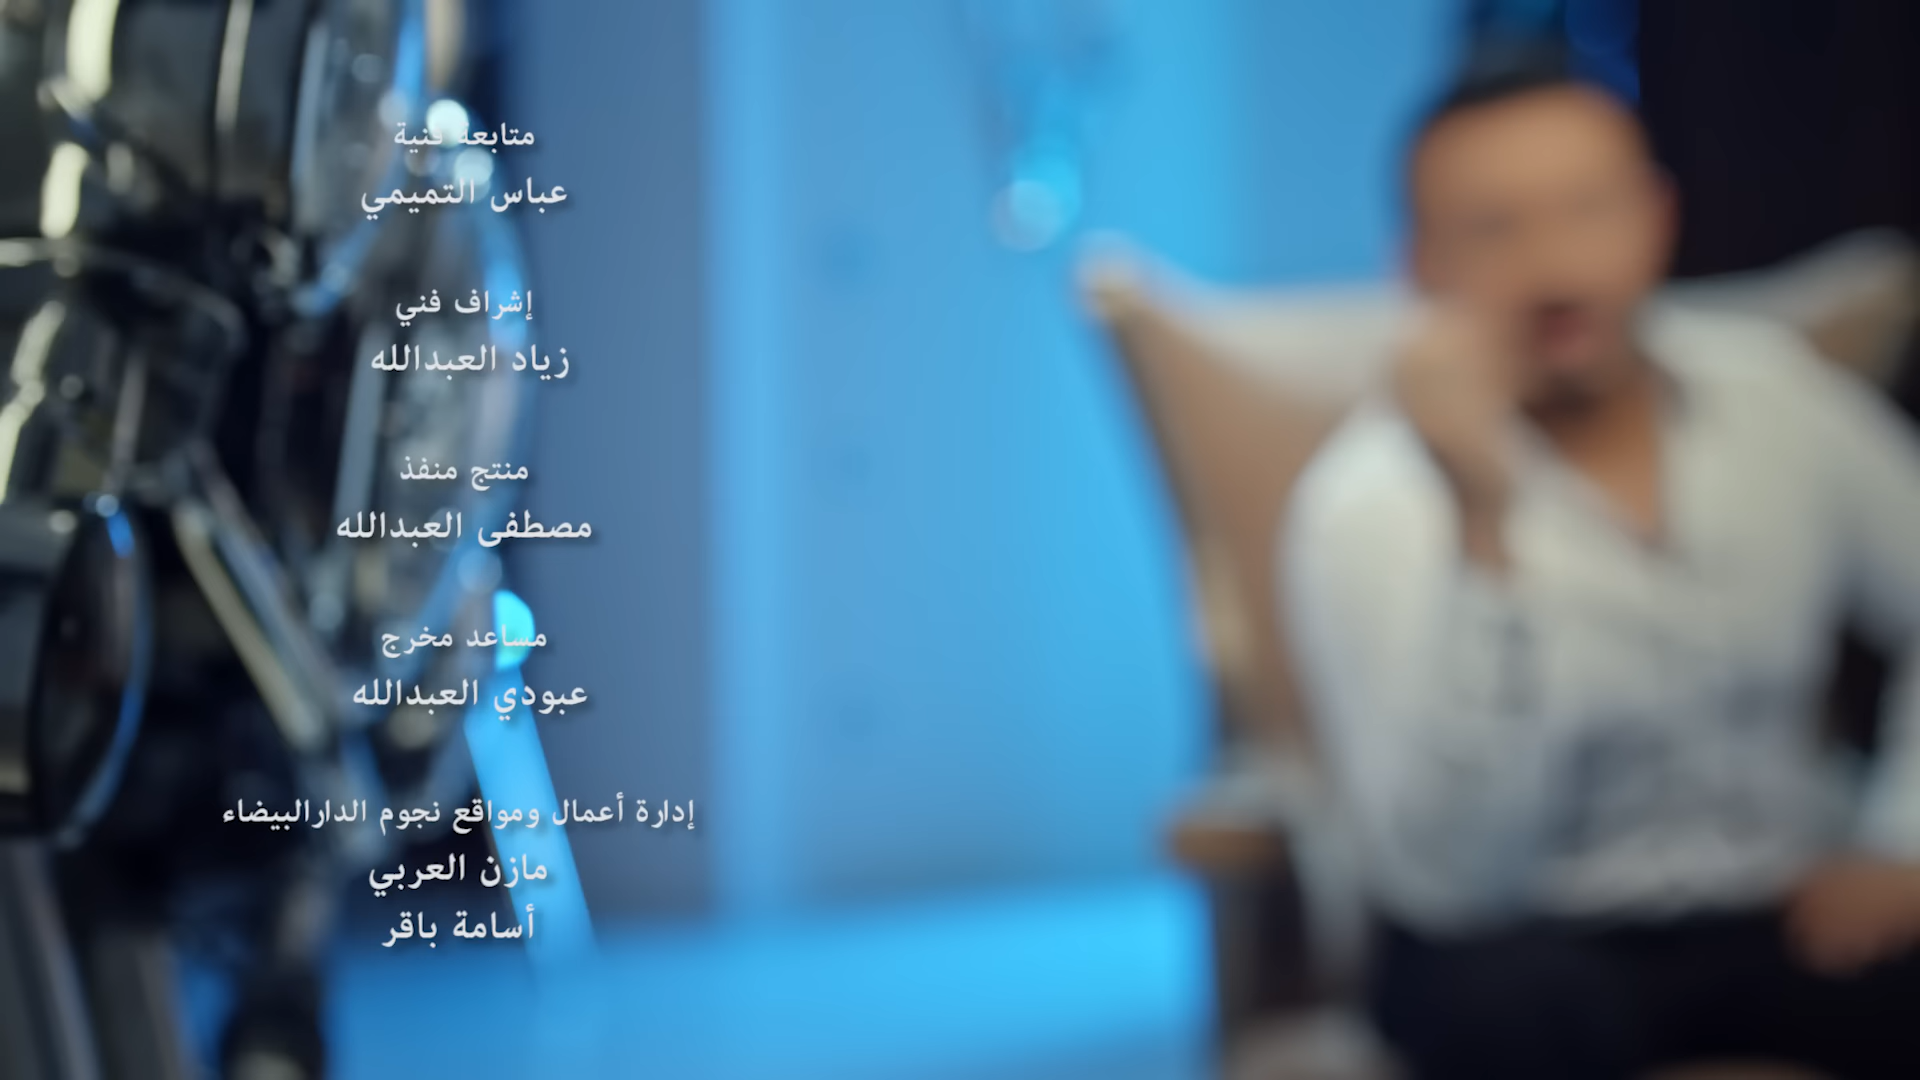 متابعة فنية
عباس التميمي
إشراف فني
زياد العبدالله
منتج منفذ
مصطفى العبدالله
مساعد مخرج
عبودي العبدالله
إدارة أعمال ومواقع نجوم الدارالبيضاء
مازن العربي
أسامة باقر